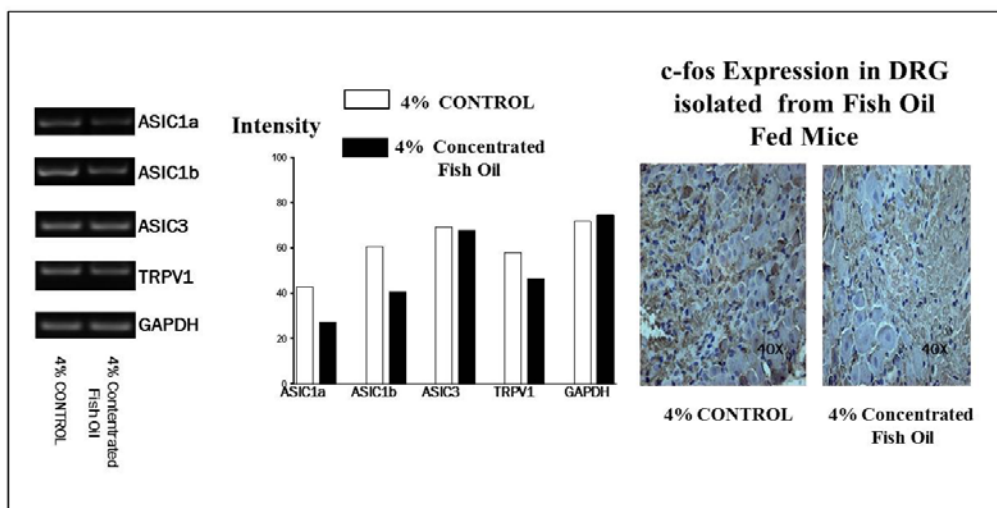 ASIC1a
ASIC1b
ASIC3
TRPV1
GAPDH
4% CONTROL
4% Contentrated
Fish Oil
Intensity
4% CONTROL
4% Concentrated
Fish Oil
100
80
60
40
20
0
ASIC1a ASIC1b ASIC3 TRPV1 GAPDH
c-fos Expression in DRG
isolated from Fish Oil
Fed Mice
40X
40X
4% CONTROL
4% Concentrated
Fish Oil